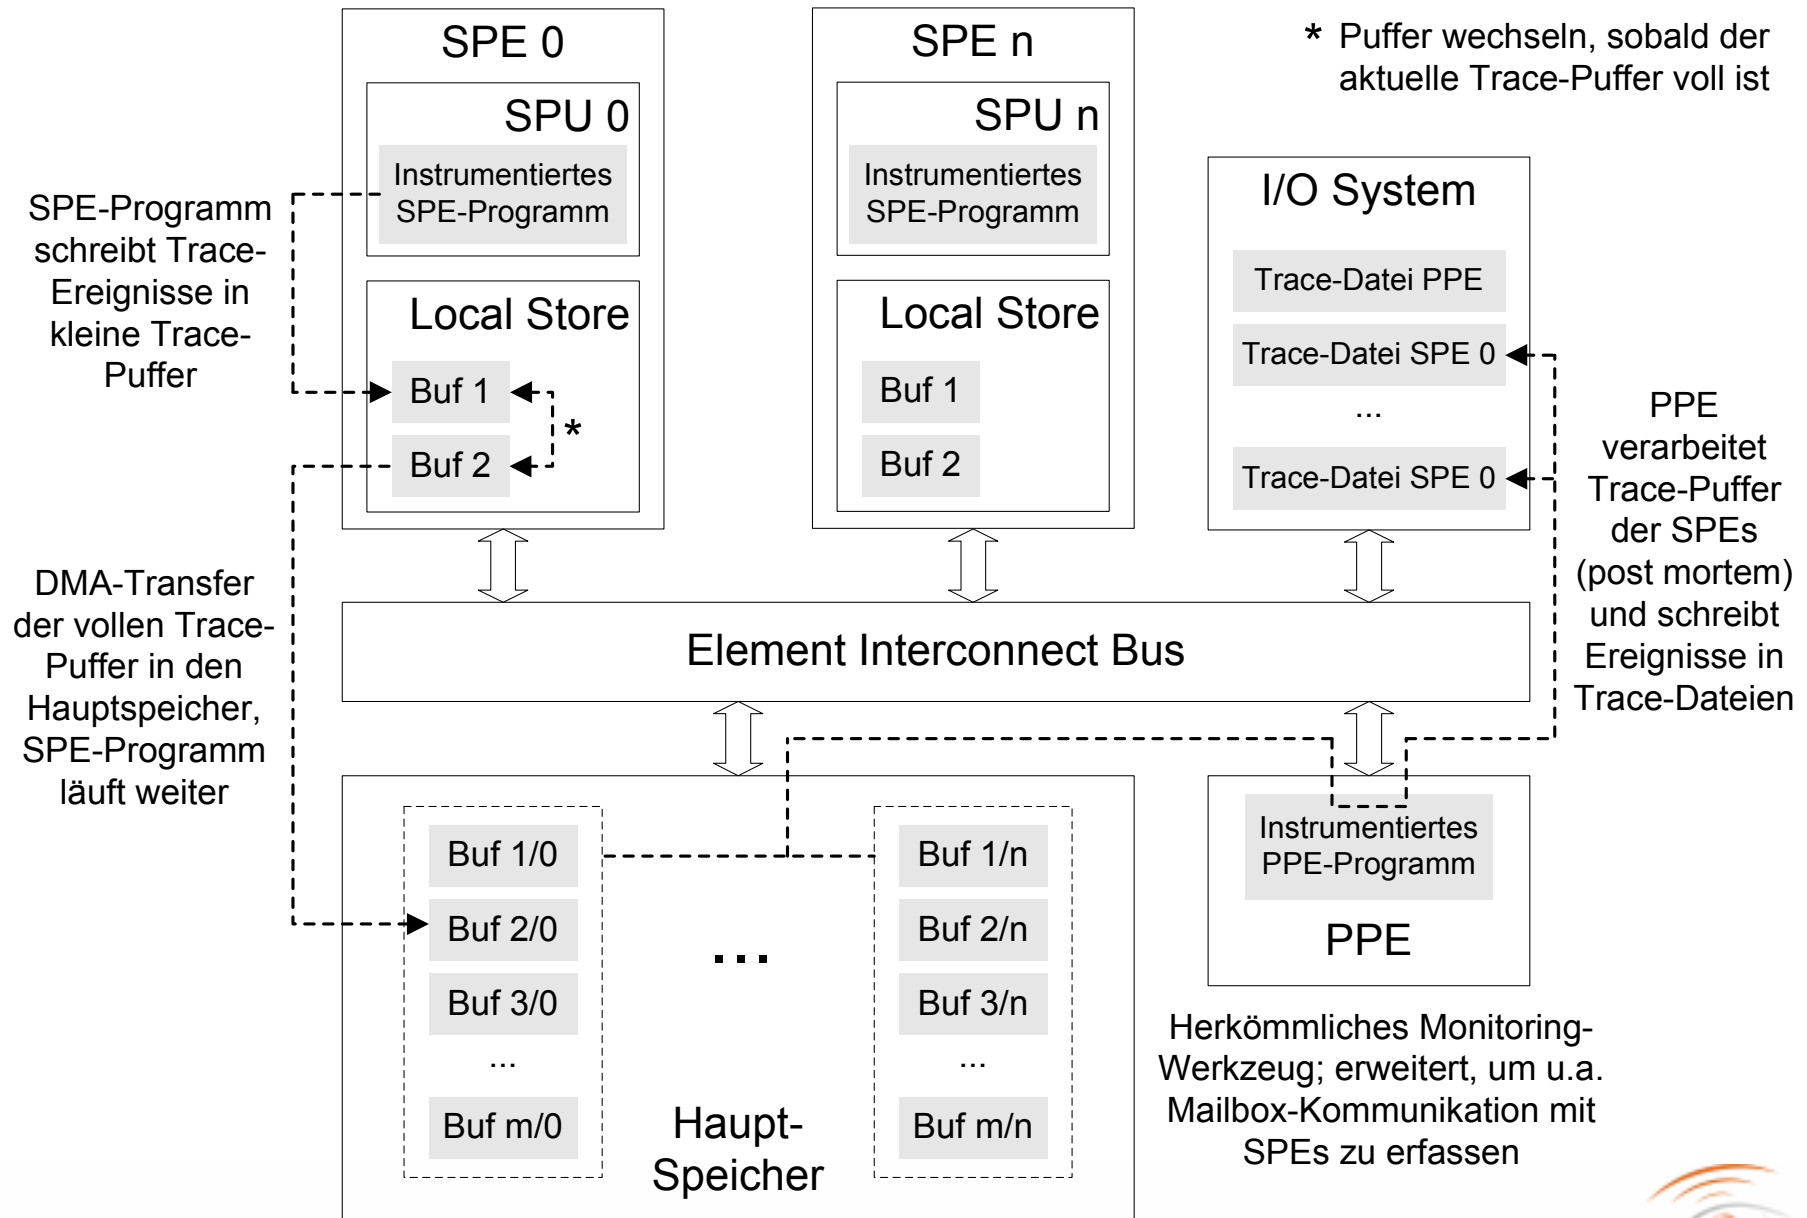 SPE 0
SPU 0
Instrumentiertes
SPE-Programm
Local Store
Buf 1
*
Buf 2
SPE n
SPU n
Instrumentiertes
SPE-Programm
Local Store
Buf 1
Buf 2
* Puffer wechseln, sobald der
aktuelle Trace-Puffer voll ist
I/O System
Trace-Datei PPE
Trace-Datei SPE 0
...
Trace-Datei SPE 0
SPE-Programm
schreibt Trace-
Ereignisse in
kleine Trace-
Puffer
DMA-Transfer
der vollen Trace-
Puffer in den
Hauptspeicher,
SPE-Programm
läuft weiter
PPE
verarbeitet
Trace-Puffer
der SPEs
(post mortem)
und schreibt
Ereignisse in
Trace-Dateien
Element Interconnect Bus
Buf 1/0
Buf 2/0
Buf 3/0
...
Buf m/0
...
Haupt-
Speicher
Buf 1/n
Buf 2/n
Buf 3/n
...
Buf m/n
Instrumentiertes
PPE-Programm
PPE
Herkömmliches Monitoring-
Werkzeug; erweitert, um u.a.
Mailbox-Kommunikation mit
SPEs zu erfassen